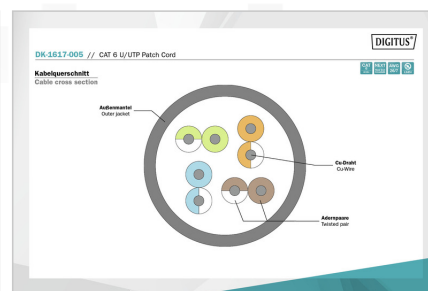 DIGITUS®
DK-1617-005 // CAT 6 U/UTP Patch Cord
Kabelquerschnitt
Cable cross section
Außenmantel
Outer jacket
Cu-Draht
Cu-Wire
Adernpaare
Twisted pair